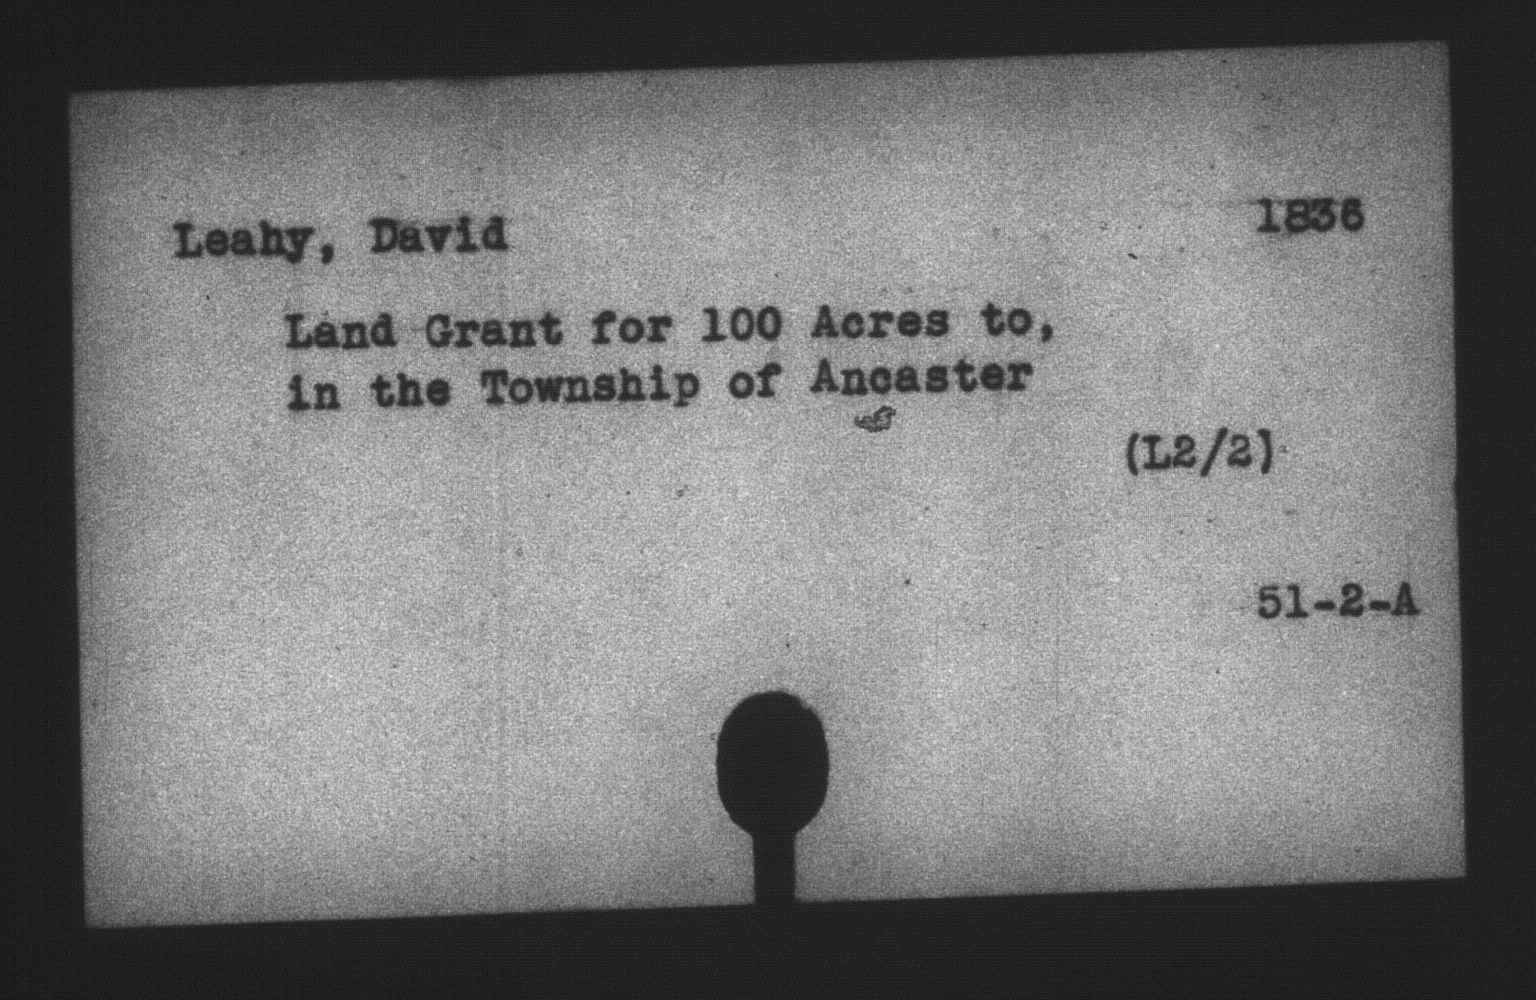 Leahy, David 1836
Land Grant for 100 Acres to,
in the Township of Ancaster
(L2/2)
51-2-A